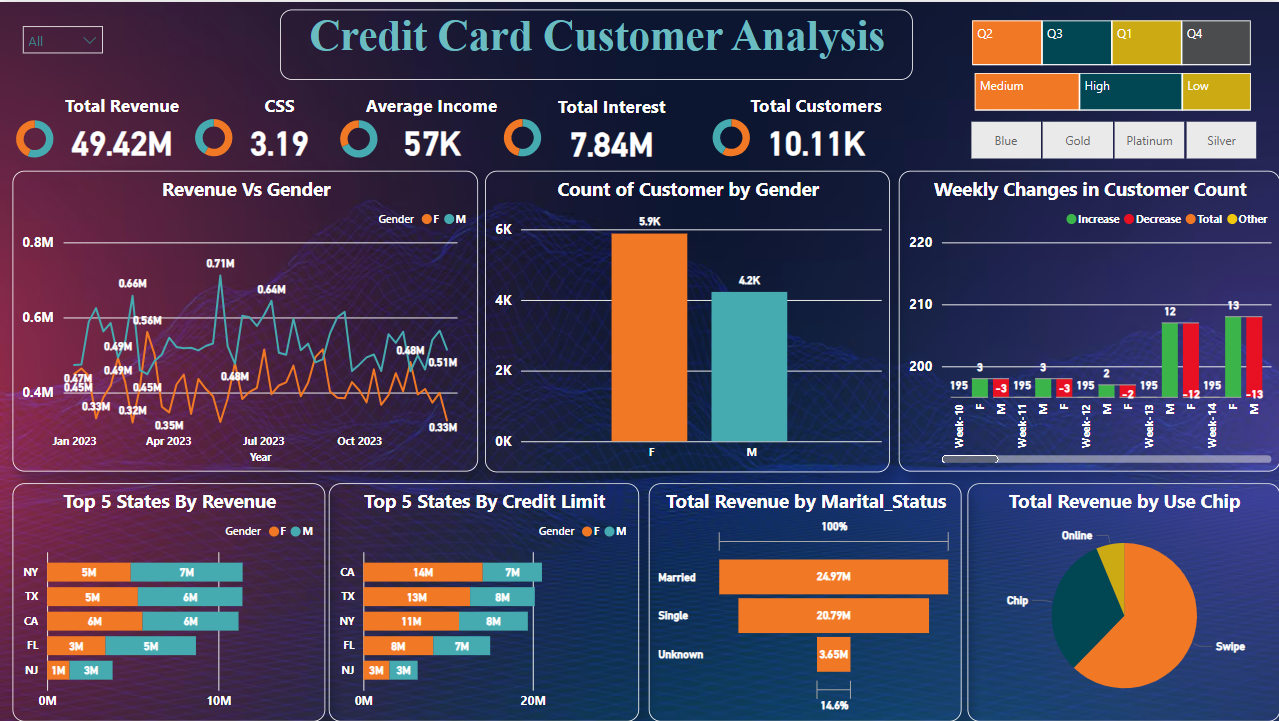 All
Credit Card Customer Analysis
Q2 Q3 Q1 Q4
Medium High Low
Blue Gold Platinum Silver
Total Revenue
49.42M
CSS
3.19
Average Income
57K
Total Interest
7.84M
Total Customers
10.11K
Revenue Vs Gender
Gender F M
0.8M
0.6M
0.4M
0.71M
0.66M
0.64M
0.56M
0.49M
0.49M
0.47M
0.45M
0.45M
0.48M
0.48M
0.51M
0.33M
0.32M
0.35M
0.33M
Jan 2023 Apr 2023 Jul 2023 Oct 2023
Year
Count of Customer by Gender
6K
4K
2K
0K
5.9K
4.2K
F M
Weekly Changes in Customer Count
Increase Decrease Total Other
220
210
200
195 3 -3 195 3 -3 195 2 -2 195 12 -12 195 13 -13
Week-10 F M Week-11 M F Week-12 M F Week-13 M F Week-14 F M
Top 5 States By Revenue
Gender F M
NY 5M 7M
TX 5M 6M
CA 6M 6M
FL 3M 5M
NJ 1M 3M
0M 10M
Top 5 States By Credit Limit
Gender F M
CA 14M 7M
TX 13M 8M
NY 11M 8M
FL 8M 7M
NJ 3M 3M
0M 20M
Total Revenue by Marital_Status
100%
Married 24.97M
Single 20.79M
Unknown 3.65M
14.6%
Total Revenue by Use Chip
Online
Chip
Swipe